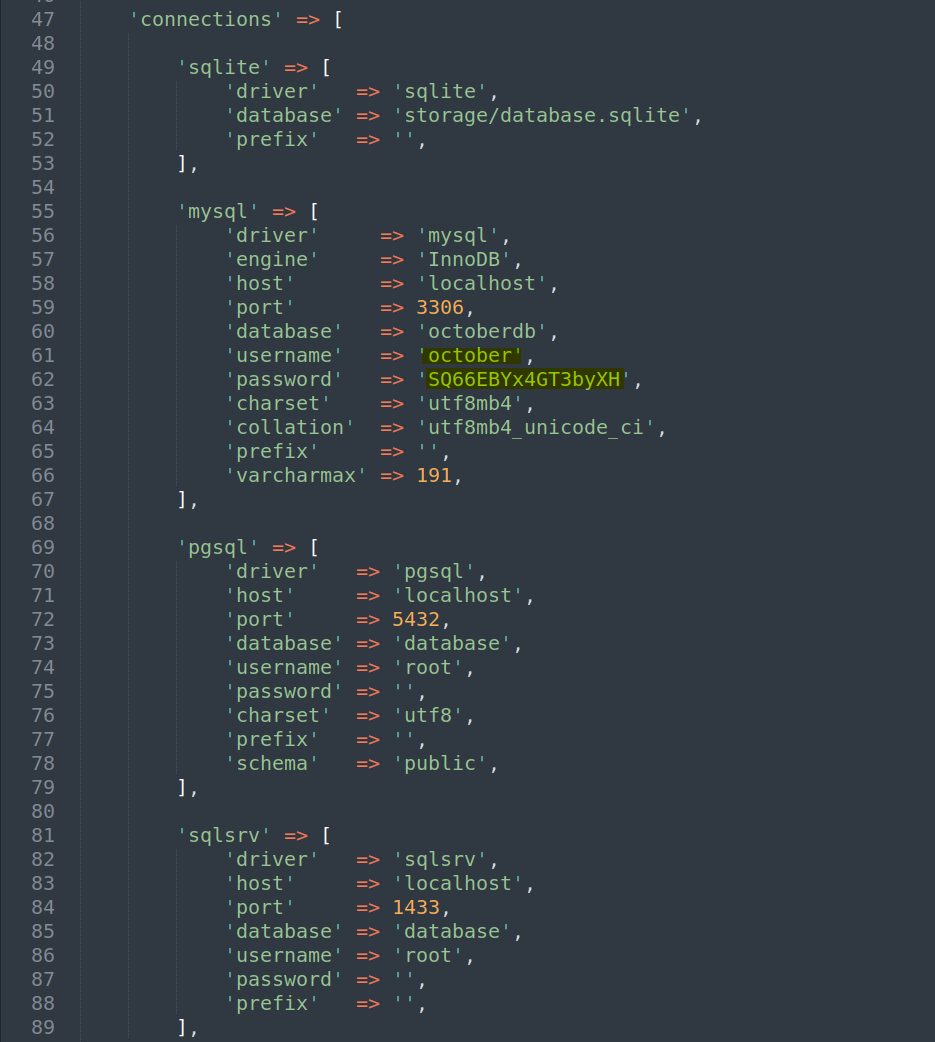 47 'connections' => [
48
49 'sqlite' => [
50 'driver' => 'sqlite',
51 'database' => 'storage/database.sqlite',
52 'prefix' => '',
53 ],
54
55 'mysql' => [
56 'driver' => 'mysql',
57 'engine' => 'InnoDB',
58 'host' => 'localhost',
59 'port' => 3306,
60 'database' => 'octoberdb',
61 'username' => 'october',
62 'password' => 'SQ66EBYx4GT3byXH',
63 'charset' => 'utf8mb4',
64 'collation' => 'utf8mb4_unicode_ci',
65 'prefix' => '',
66 'varcharmax' => 191,
67 ],
68
69 'pgsql' => [
70 'driver' => 'pgsql',
71 'host' => 'localhost',
72 'port' => 5432,
73 'database' => 'database',
74 'username' => 'root',
75 'password' => '',
76 'charset' => 'utf8',
77 'prefix' => '',
78 'schema' => 'public',
79 ],
80
81 'sqlsrv' => [
82 'driver' => 'sqlsrv',
83 'host' => 'localhost',
84 'port' => 1433,
85 'database' => 'database',
86 'username' => 'root',
87 'password' => '',
88 'prefix' => '',
89 ],